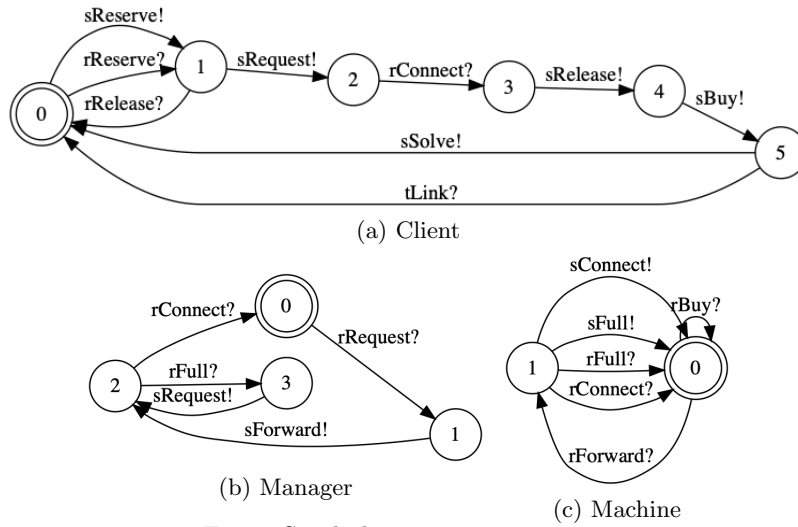 sReserve!
rReserve?
rRelease?
0
1
sRequest!
2
rConnect?
3
sRelease!
4
sBuy!
5
sSolve!
tLink?
(a) Client
rConnect?
0
rRequest?
2
rFull?
3
sRequest!
sForward!
1
(b) Manager
sConnect!
rBuy?
sFull!
1
rFull?
0
rConnect?
rForward?
(c) Machine